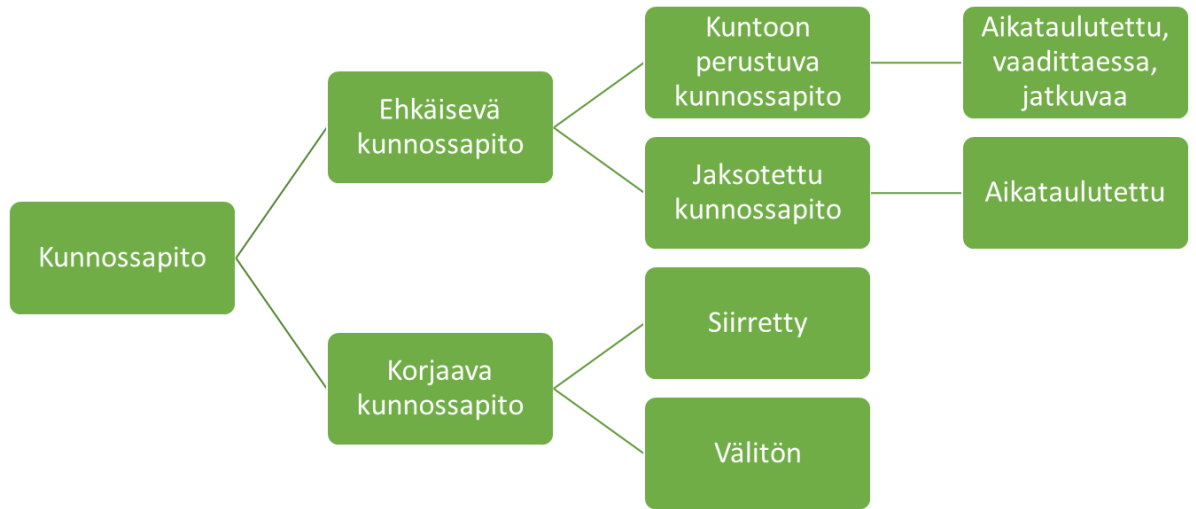 Kunnossapito
Ehkäisevä
kunnossapito
Kuntoon
perustuva
kunnossapito
Aikataulutettu,
vaadittaessa,
jatkuvaa
Jaksotettu
kunnossapito
Aikataulutettu
Korjaava
kunnossapito
Siirretty
Välitön